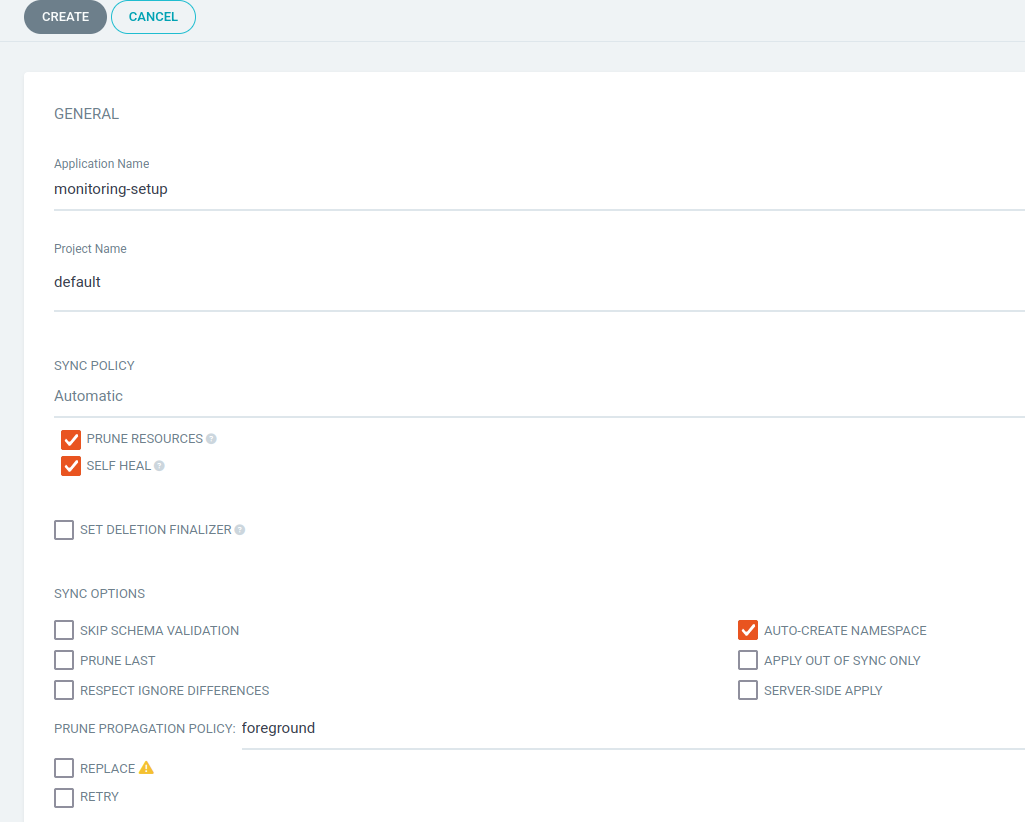 CREATE CANCEL
GENERAL
Application Name
monitoring-setup
Project Name
default
SYNC POLICY
Automatic
PRUNE RESOURCES ?
SELF HEAL ?
SET DELETION FINALIZER ?
SYNC OPTIONS
SKIP SCHEMA VALIDATION AUTO-CREATE NAMESPACE
PRUNE LAST APPLY OUT OF SYNC ONLY
RESPECT IGNORE DIFFERENCES SERVER-SIDE APPLY
PRUNE PROPAGATION POLICY: foreground
REPLACE
RETRY